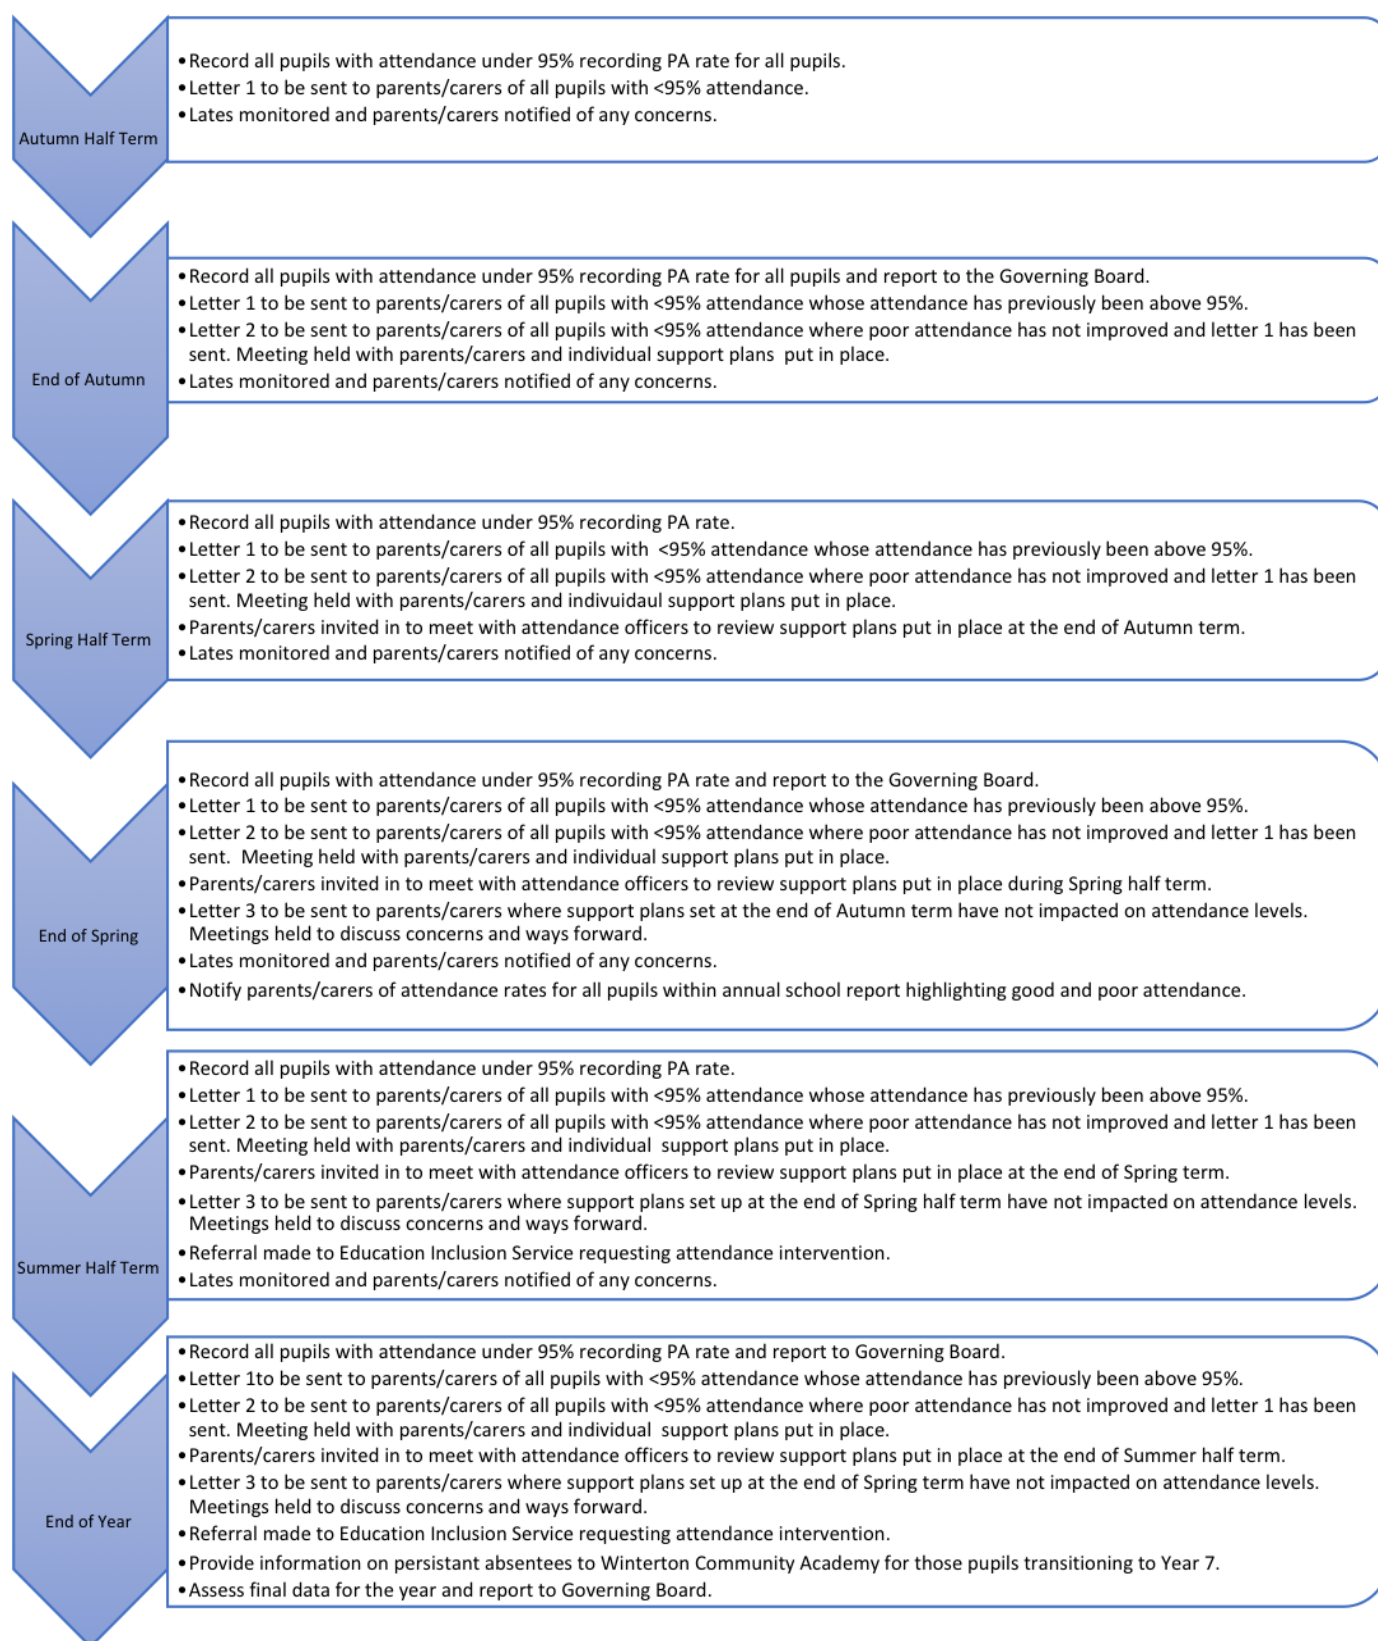 Autumn Half Term
•Record all pupils with attendance under 95% recording PA rate for all pupils.
•Letter 1 to be sent to parents/carers of all pupils with <95% attendance.
•Lates monitored and parents/carers notified of any concerns.
End of Autumn
•Record all pupils with attendance under 95% recording PA rate for all pupils and report to the Governing Board.
•Letter 1 to be sent to parents/carers of all pupils with <95% attendance whose attendance has previously been above 95%.
•Letter 2 to be sent to parents/carers of all pupils with <95% attendance where poor attendance has not improved and letter 1 has been
sent. Meeting held with parents/carers and individual support plans  put in place.
•Lates monitored and parents/carers notified of any concerns.
Spring Half Term
•Record all pupils with attendance under 95% recording PA rate.
•Letter 1 to be sent to parents/carers of all pupils with  <95% attendance whose attendance has previously been above 95%.
•Letter 2 to be sent to parents/carers of all pupils with <95% attendance where poor attendance has not improved and letter 1 has been
sent. Meeting held with parents/carers and indivuidaul support plans put in place.
•Parents/carers invited in to meet with attendance officers to review support plans put in place at the end of Autumn term.
•Lates monitored and parents/carers notified of any concerns.
End of Spring
•Record all pupils with attendance under 95% recording PA rate and report to the Governing Board.
•Letter 1 to be sent to parents/carers of all pupils with <95% attendance whose attendance has previously been above 95%.
•Letter 2 to be sent to parents/carers of all pupils with <95% attendance where poor attendance has not improved and letter 1 has been
sent.  Meeting held with parents/carers and individual support plans put in place.
•Parents/carers invited in to meet with attendance officers to review support plans put in place during Spring half term.
•Letter 3 to be sent to parents/carers where support plans set at the end of Autumn term have not impacted on attendance levels.
Meetings held to discuss concerns and ways forward.
•Lates monitored and parents/carers notified of any concerns.
•Notify parents/carers of attendance rates for all pupils within annual school report highlighting good and poor attendance.
Summer Half Term
•Record all pupils with attendance under 95% recording PA rate.
•Letter 1 to be sent to parents/carers of all pupils with <95% attendance whose attendance has previously been above 95%.
•Letter 2 to be sent to parents/carers of all pupils with <95% attendance where poor attendance has not improved and letter 1 has been
sent. Meeting held with parents/carers and individual  support plans put in place.
•Parents/carers invited in to meet with attendance officers to review support plans put in place at the end of Spring term.
•Letter 3 to be sent to parents/carers where support plans set up at the end of Spring half term have not impacted on attendance levels.
Meetings held to discuss concerns and ways forward.
•Referral made to Education Inclusion Service requesting attendance intervention.
•Lates monitored and parents/carers notified of any concerns.
End of Year
•Record all pupils with attendance under 95% recording PA rate and report to Governing Board.
•Letter 1to be sent to parents/carers of all pupils with <95% attendance whose attendance has previously been above 95%.
•Letter 2 to be sent to parents/carers of all pupils with <95% attendance where poor attendance has not improved and letter 1 has been
sent. Meeting held with parents/carers and individual  support plans put in place.
•Parents/carers invited in to meet with attendance officers to review support plans put in place at the end of Summer half term.
•Letter 3 to be sent to parents/carers where support plans set up at the end of Spring term have not impacted on attendance levels.
Meetings held to discuss concerns and ways forward.
•Referral made to Education Inclusion Service requesting attendance intervention.
•Provide information on persistant absentees to Winterton Community Academy for those pupils transitioning to Year 7.
•Assess final data for the year and report to Governing Board.